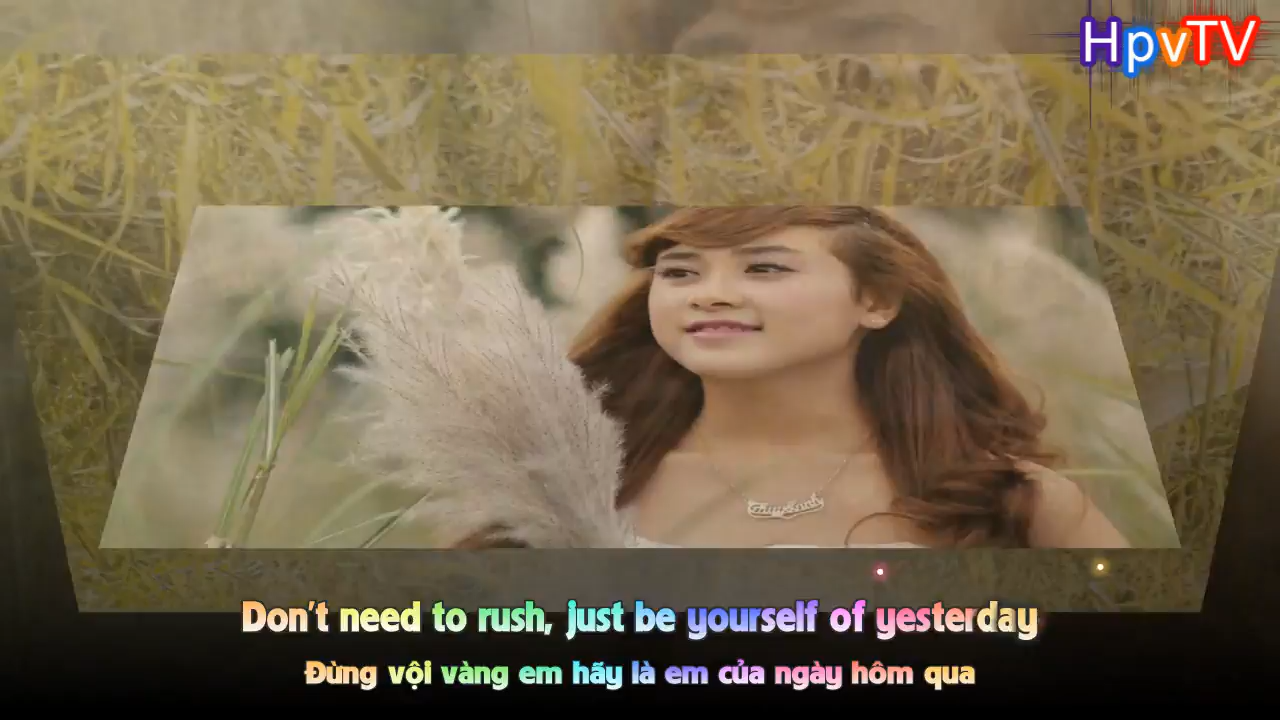 HpvTV
Don't need to rush, just be yourself of yesterday
Đừng vội vàng em hãy là em của ngày hôm qua